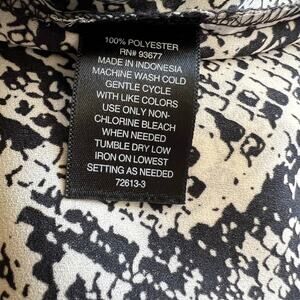 100% POLYESTER
RN# 93677
MADE IN INDONESIA
MACHINE WASH COLD
GENTLE CYCLE
WITH LIKE COLORS
USE ONLY NON-
CHLORINE BLEACH
WHEN NEEDED
TUMBLE DRY LOW
IRON ON LOWEST
SETTING AS NEEDED
72613-3